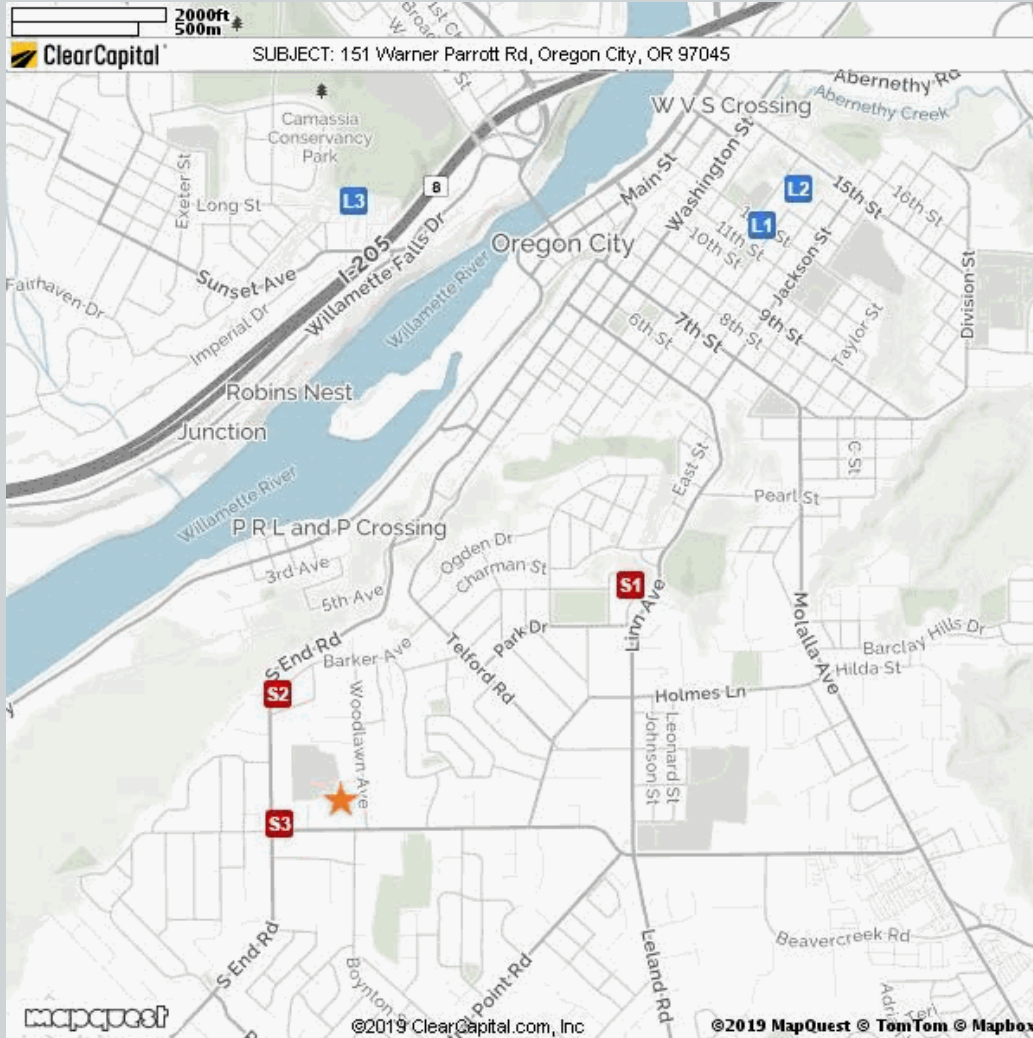 2000ft
500m
ClearCapital
SUBJECT: 151 Warner Parrott Rd, Oregon City, OR 97045
Abernethy Rd
Abernethy Creek
W V S Crossing
Camassia
Conservancy
Park
Exeter St
Long St
L3
8
Main St
Washington St
L2
15th St
16th St
L1
11th St
10th St
Jackson St
Oregon City
Sunset Ave
I-205
Willamette Falls Dr
Willamette River
Fairhaven Dr
Imperial Dr
6th St
7th St
8th St
9th St
Taylor St
Division St
Robins Nest
Junction
East St
C St
Pearl St
Willamette River
P R L and P Crossing
3rd Ave
5th Ave
Ogden Dr
Charman St
S1
Linn Ave
Molalla Ave
Park Dr
Telford Rd
Barclay Hills Dr
Hilda St
S End Rd
Barker Ave
S2
Woodlawn Ave
Holmes Ln
Johnson St
Leonard St
S3
S End Rd
Boynton S
Point Rd
Leland Rd
Beavercreek Rd
Teri
mapquest
©2019 ClearCapital.com, Inc
©2019 MapQuest © TomTom © Mapbox